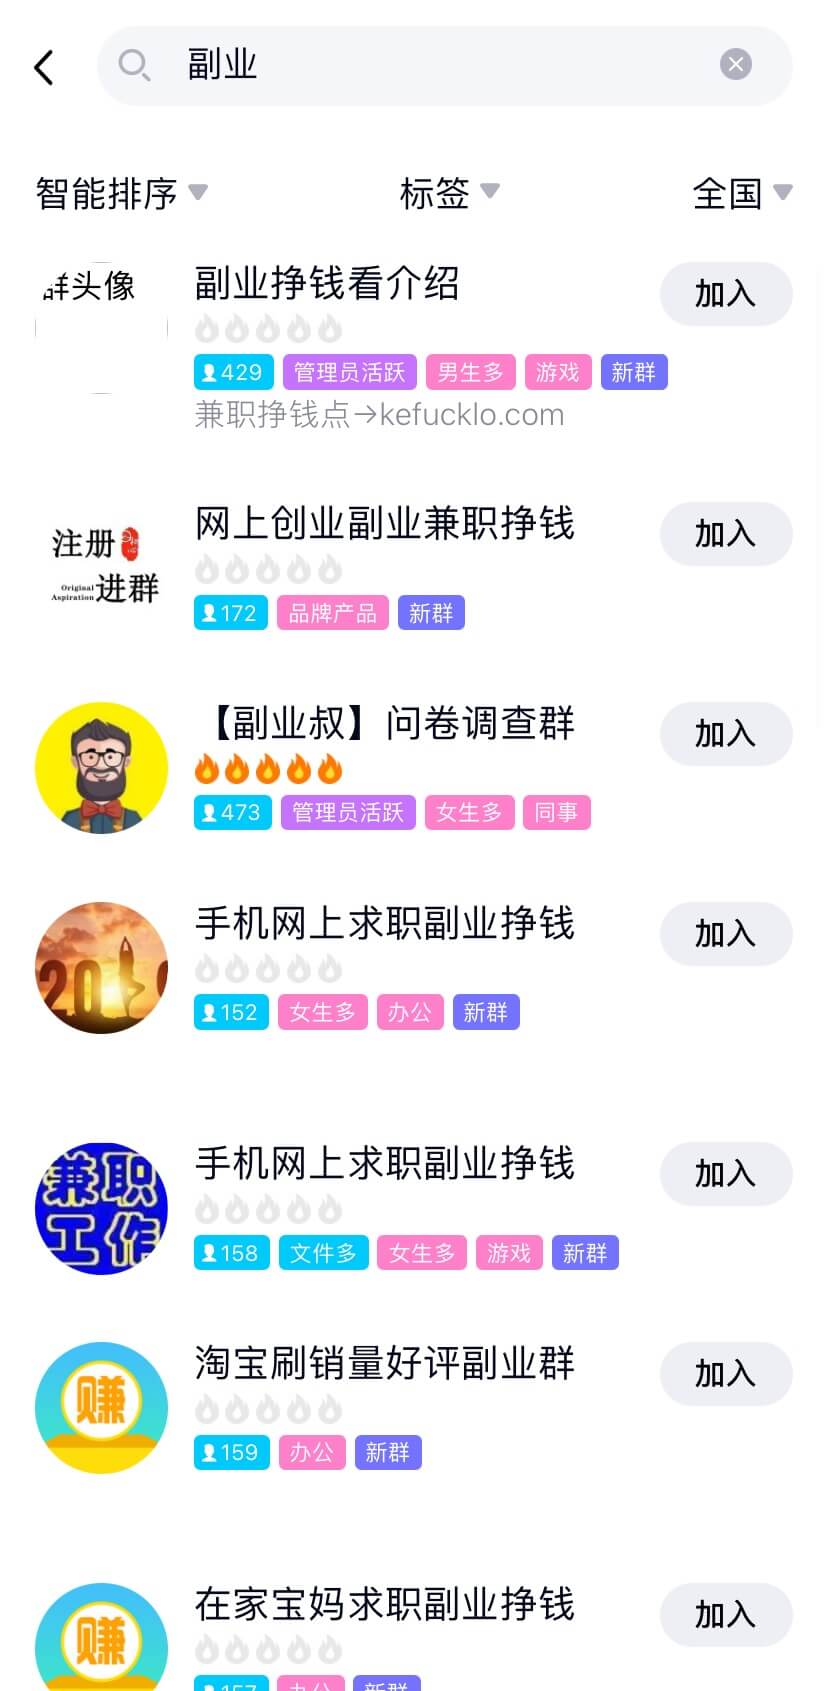 副业
智能排序
标签
全国
群头像
副业挣钱看介绍
加入
429 管理员活跃 男生多 游戏 新群
兼职挣钱点→kefucklo.com
注册
Original
Aspiration 进群
网上创业副业兼职挣钱
加入
172 品牌产品 新群
【副业叔】问卷调查群
加入
473 管理员活跃 女生多 同事
20
手机网上求职副业挣钱
加入
152 女生多 办公 新群
兼职
工作
手机网上求职副业挣钱
加入
158 文件多 女生多 游戏 新群
赚
淘宝刷销量好评副业群
加入
159 办公 新群
赚
在家宝妈求职副业挣钱
加入
157 办公 新群